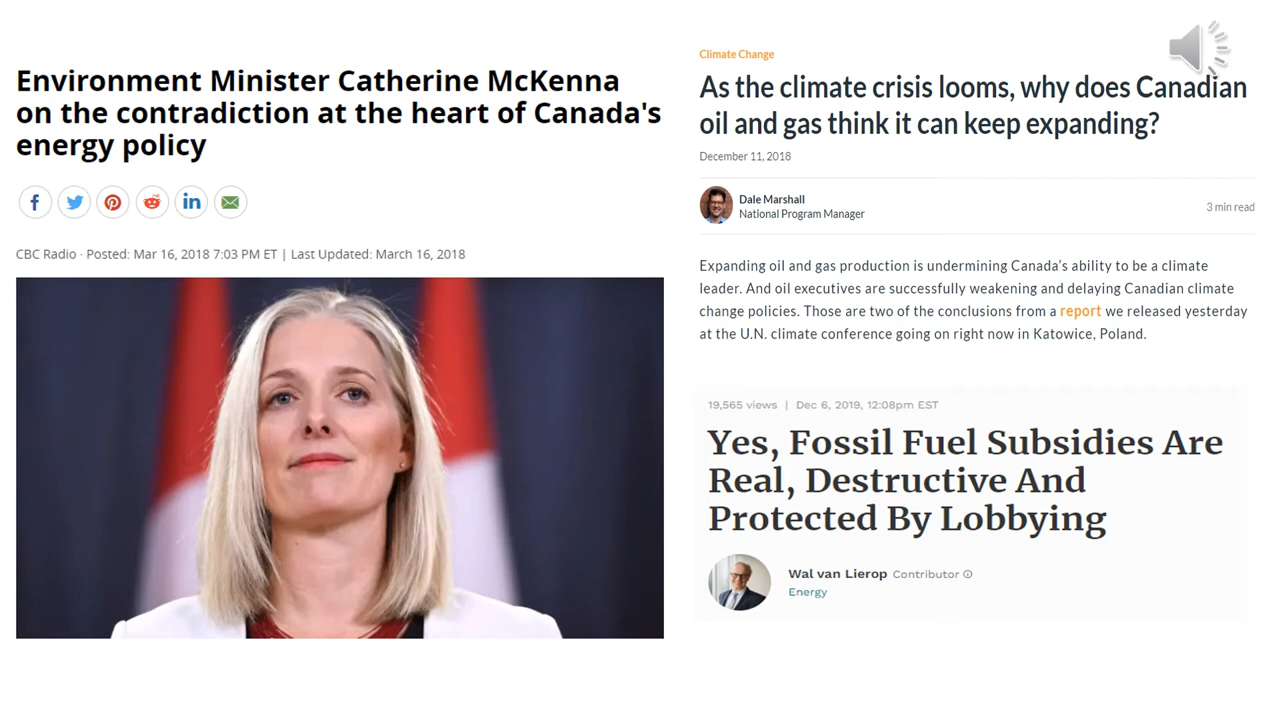 Environment Minister Catherine McKenna
on the contradiction at the heart of Canada's
energy policy
CBC Radio · Posted: Mar 16, 2018 7:03 PM ET | Last Updated: March 16, 2018
Climate Change
As the climate crisis looms, why does Canadian
oil and gas think it can keep expanding?
December 11, 2018
Dale Marshall
National Program Manager
3 min read
Expanding oil and gas production is undermining Canada's ability to be a climate
leader. And oil executives are successfully weakening and delaying Canadian climate
change policies. Those are two of the conclusions from a report we released yesterday
at the U.N. climate conference going on right now in Katowice, Poland.
19,565 views | Dec 6, 2019, 12:08pm EST
Yes, Fossil Fuel Subsidies Are
Real, Destructive And
Protected By Lobbying
Wal van Lierop Contributor
Energy